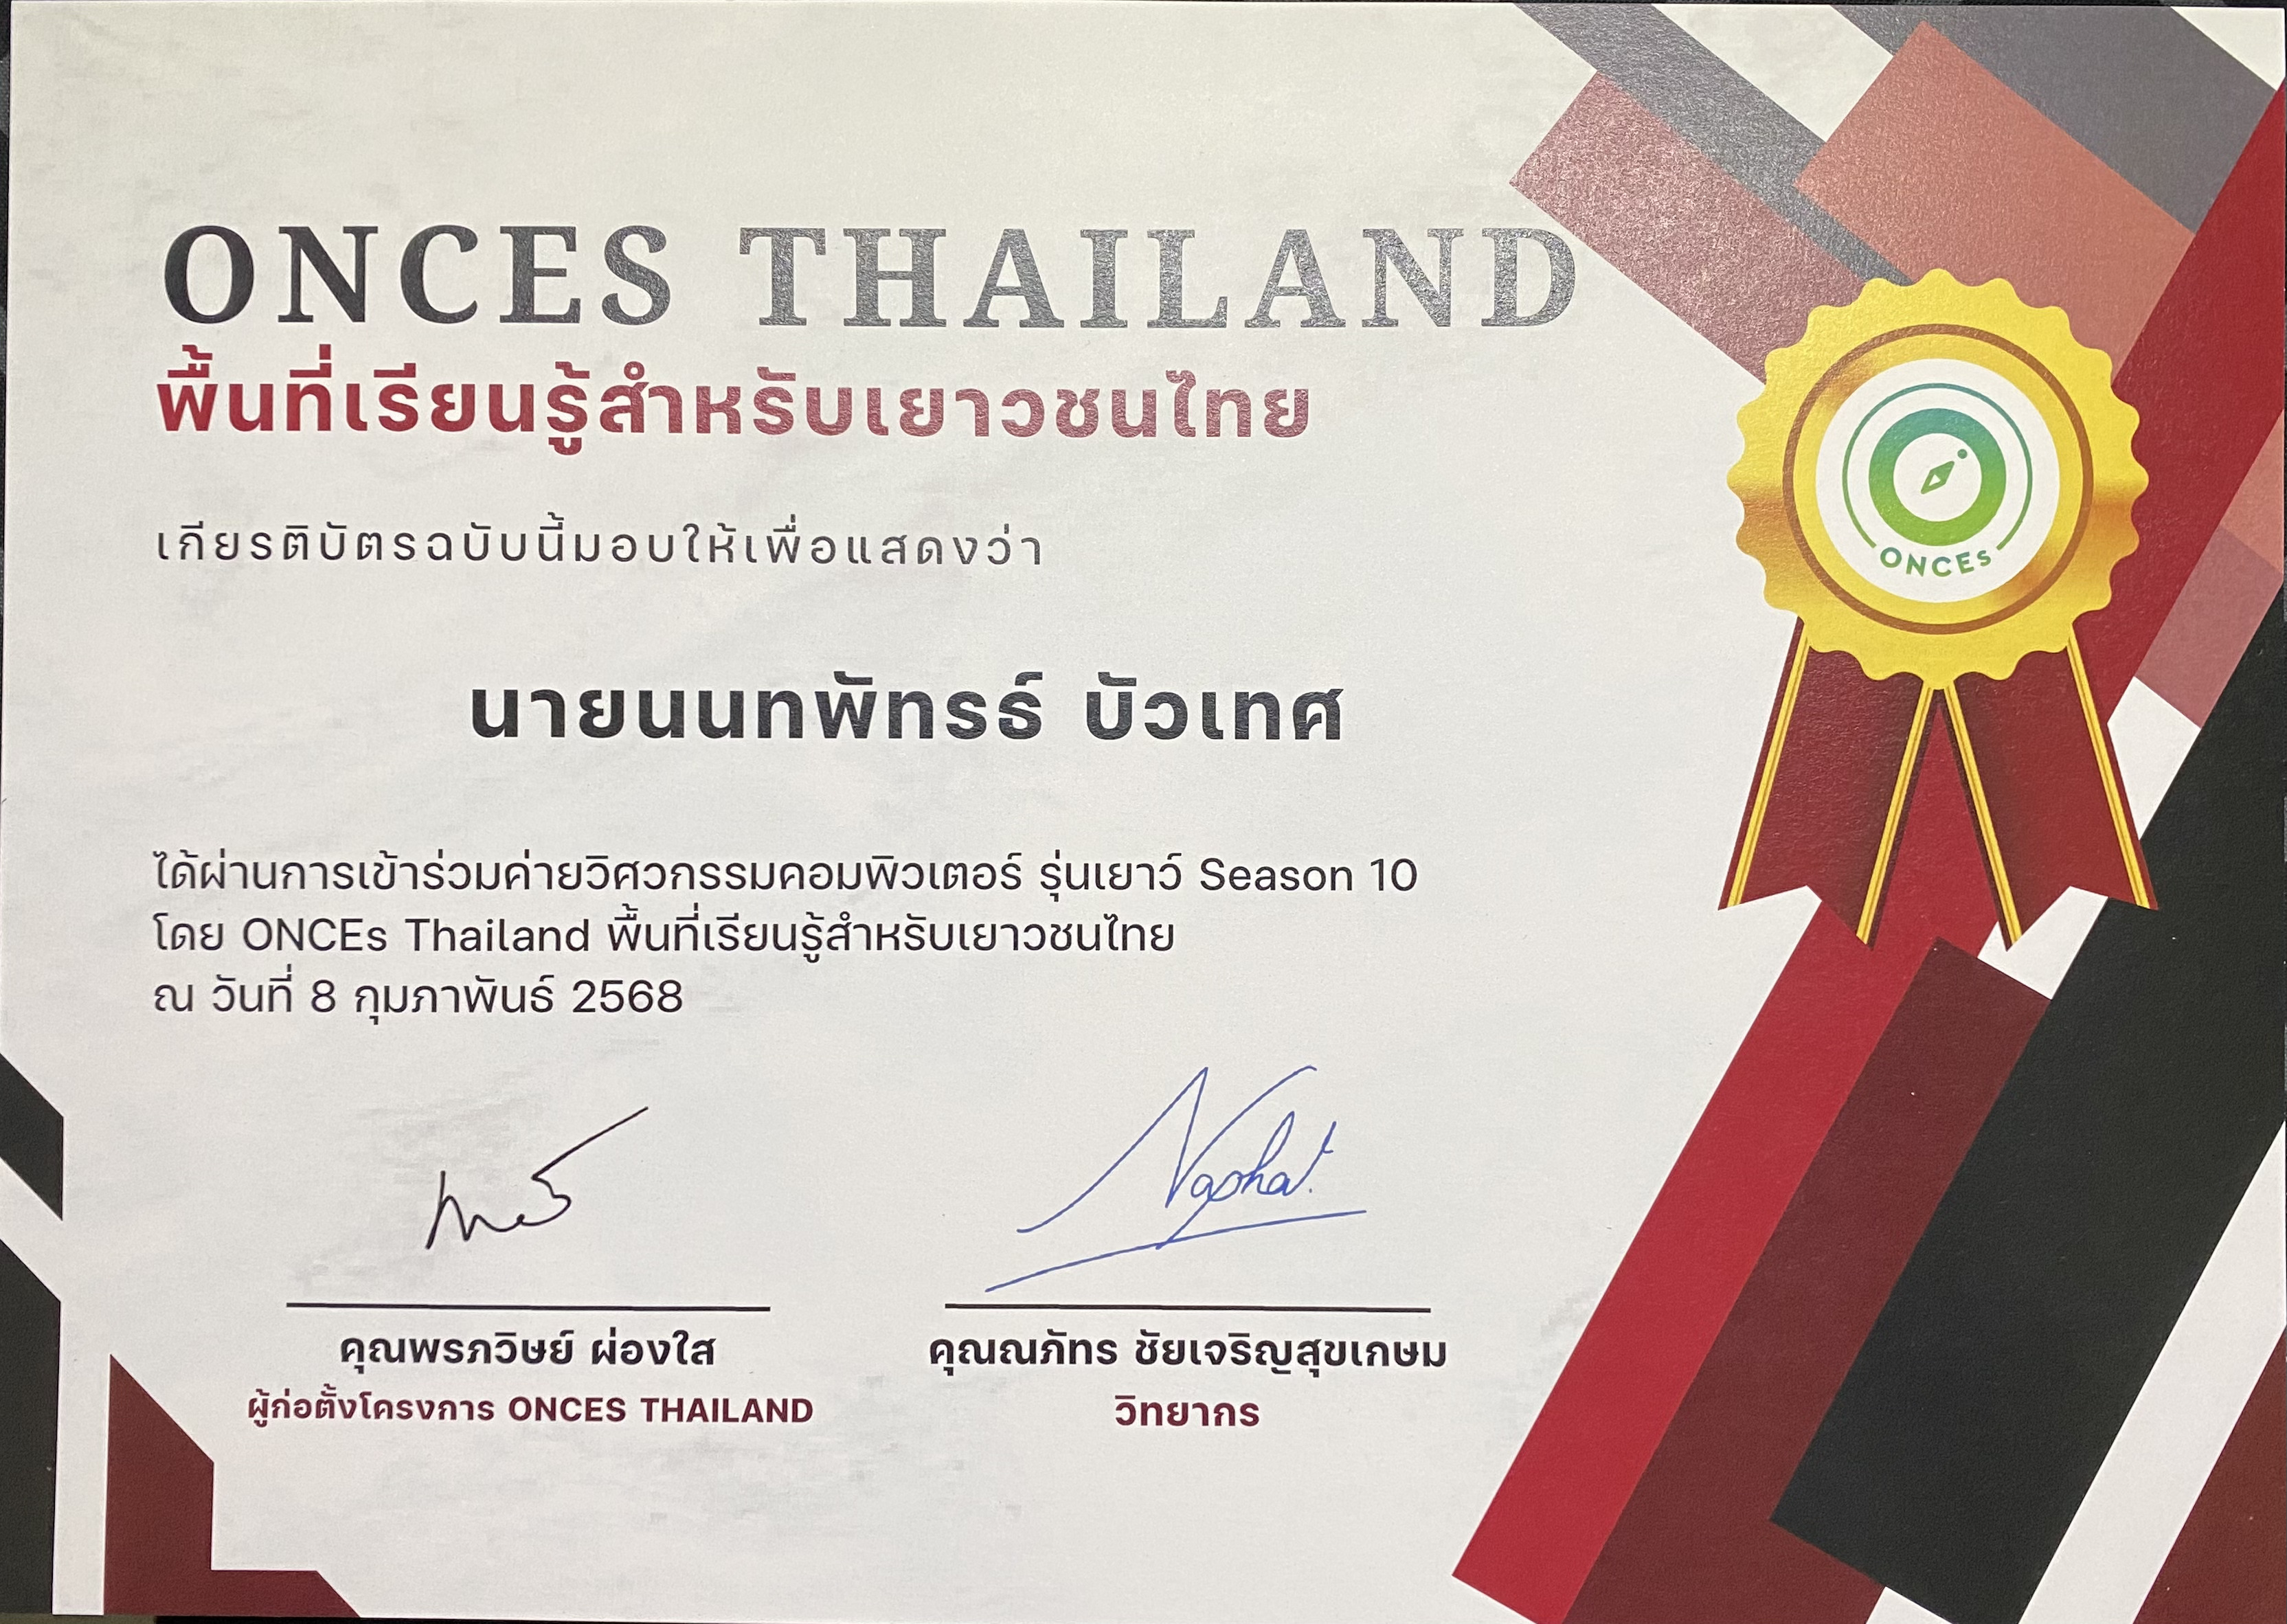 ONCES THAILAND
พื้นที่เรียนรู้สำหรับเยาวชนไทย
ONCEs
เกียรติบัตรฉบับนี้มอบให้เพื่อแสดงว่า
นายนนทพัทรร์ บัวเทศ
ได้ผ่านการเข้าร่วมค่ายวิศวกรรมคอมพิวเตอร์ รุ่นเยาว์ Season 10
โดย ONCEs Thailand พื้นที่เรียนรู้สำหรับเยาวชนไทย
ณ วันที่ 8 กุมภาพันธ์ 2568
คุณพรภวิษย์ ผ่องใส
ผู้ก่อตั้งโครงการ ONCES THAILAND
คุณณภัทร ชัยเจริญสุขเกษม
วิทยากร